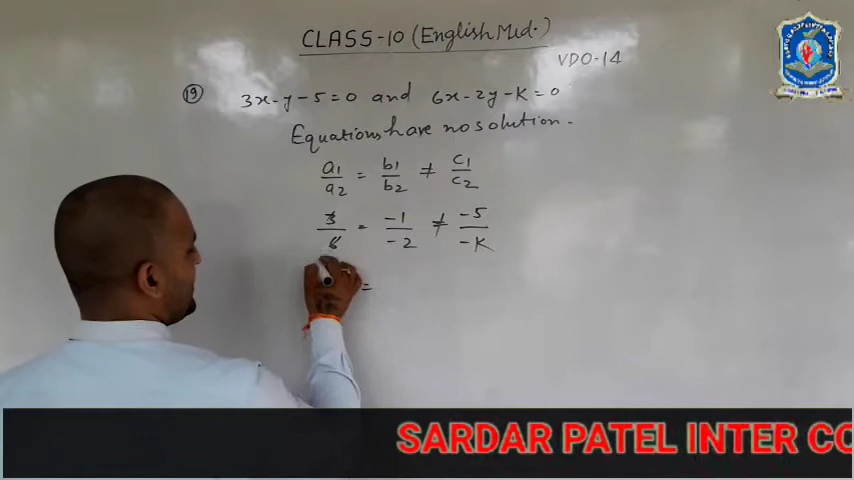 CLASS-10 (English Med.)
VDO-14
19 3x-y-5=0 and 6x-2y-K=0
Equations have no solution.
a1/a2 = b1/b2 ≠ c1/c2
3/6 = -1/-2 ≠ -5/-K
=
SARDAR PATEL INTER CO